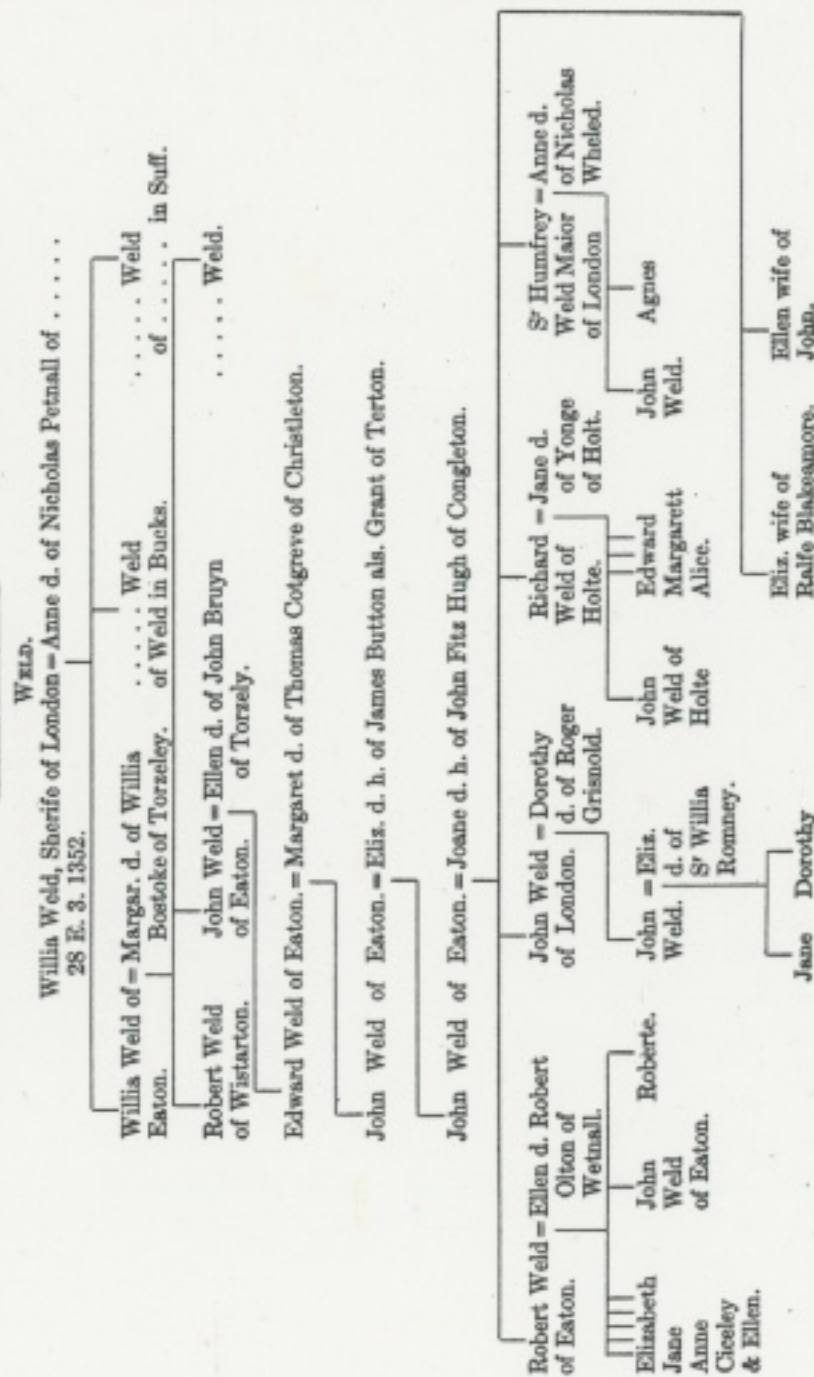 WELD.
Willia Weld, Sherife of London = Anne d. of Nicholas Petnall of . . . . .
28 E. 3. 1352.
Willia Weld of = Margar. d. of Willia
Eaton. Bostoke of Torzeley.
. . . . . Weld
of Weld in Bucks.
. . . . . Weld
of . . . . . in Suff.
Robert Weld
of Wistarton.
John Weld = Ellen d. of John Bruyn
of Eaton. of Torzely.
. . . . . Weld.
Edward Weld of Eaton. = Margaret d. of Thomas Cotgreve of Christleton.
John Weld of Eaton. = Eliz. d. h. of James Button als. Grant of Terton.
John Weld of Eaton. = Joane d. h. of John Fitz Hugh of Congleton.
Robert Weld = Ellen d. Robert
of Eaton. Olton of
Wetnall.
John Weld = Dorothy
of London. d. of Roger
Grisnold.
Richard = Jane d.
Weld of of Yonge
Holte. of Holt.
Sr Humfrey = Anne d.
Weld Maior of Nicholas
of London Wheled.
Elizabeth
Jane
Anne
Ciceley
& Ellen.
John
Weld
of Eaton.
Roberte.
John = Eliz.
Weld. d. of
Sr Willia
Romney.
John
Weld of
Holte
Edward
Margarett
Alice.
John
Weld.
Agnes
Jane Dorothy
Eliz. wife of
Ralfe Blakeamore.
Ellen wife of
John.